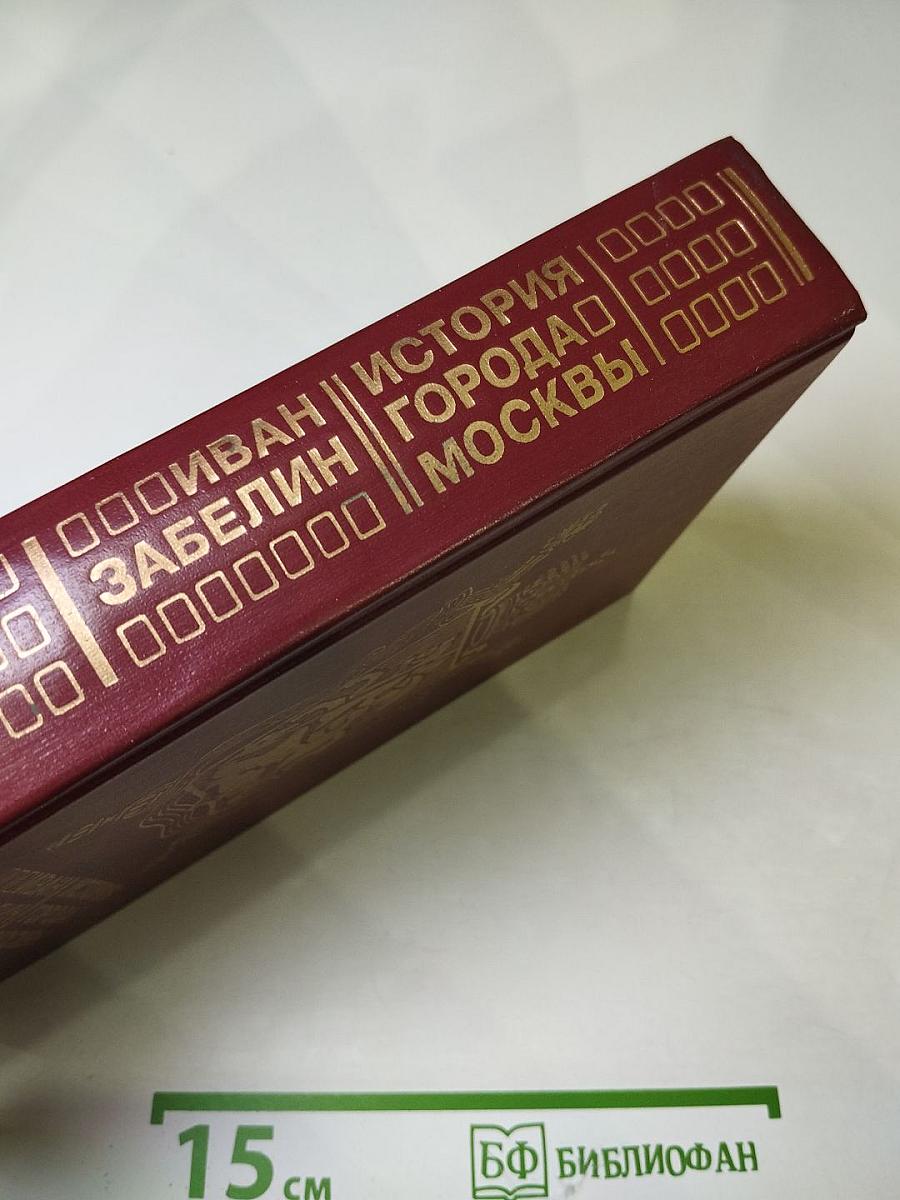 ИВАН
ЗАБЕЛИН
ИСТОРИЯ
ГОРОДА
МОСКВЫ
15 см
БФ БИБЛИОФАН